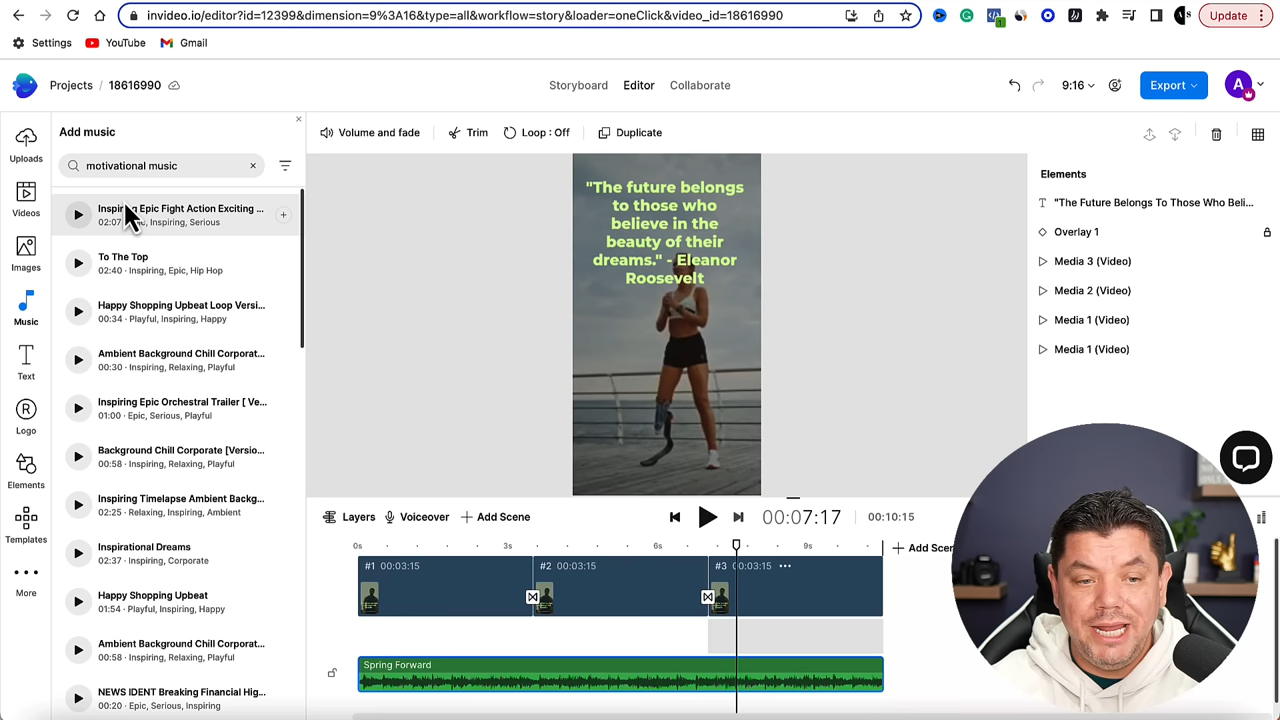 invideo.io/editor?id=12399&dimension=9%3A16&type=all&workflow=story&loader=oneClick&video_id=18616990
Update
Settings
YouTube
Gmail
Projects / 18616990
Storyboard
Editor
Collaborate
9:16
Export
A
Uploads
Videos
Images
Music
Text
Logo
Elements
Templates
More
Add music
motivational music
Inspiring Epic Fight Action Exciting ...
02:07 Inspiring, Serious
To The Top
02:40 · Inspiring, Epic, Hip Hop
Happy Shopping Upbeat Loop Versi...
00:34 · Playful, Inspiring, Happy
Ambient Background Chill Corporat...
00:30 · Inspiring, Relaxing, Playful
Inspiring Epic Orchestral Trailer [ Ve...
01:00 · Epic, Serious, Playful
Background Chill Corporate [Versio...
00:58 · Inspiring, Relaxing, Playful
Inspiring Timelapse Ambient Backg...
02:25 · Relaxing, Inspiring, Ambient
Inspirational Dreams
02:37 · Inspiring, Corporate
Happy Shopping Upbeat
01:54 · Playful, Inspiring, Happy
Ambient Background Chill Corporat...
00:58 · Inspiring, Relaxing, Playful
NEWS IDENT Breaking Financial Hig...
00:20 · Epic, Serious, Inspiring
Volume and fade
Trim
Loop : Off
Duplicate
"The future belongs
to those who
believe in the
beauty of their
dreams." - Eleanor
Roosevelt
Elements
"The Future Belongs To Those Who Beli...
Overlay 1
Media 3 (Video)
Media 2 (Video)
Media 1 (Video)
Media 1 (Video)
Layers
Voiceover
Add Scene
00:07:17
00:10:15
0s
3s
6s
9s
Add Scen
#1 00:03:15
#2 00:03:15
#3 00:03:15
Spring Forward